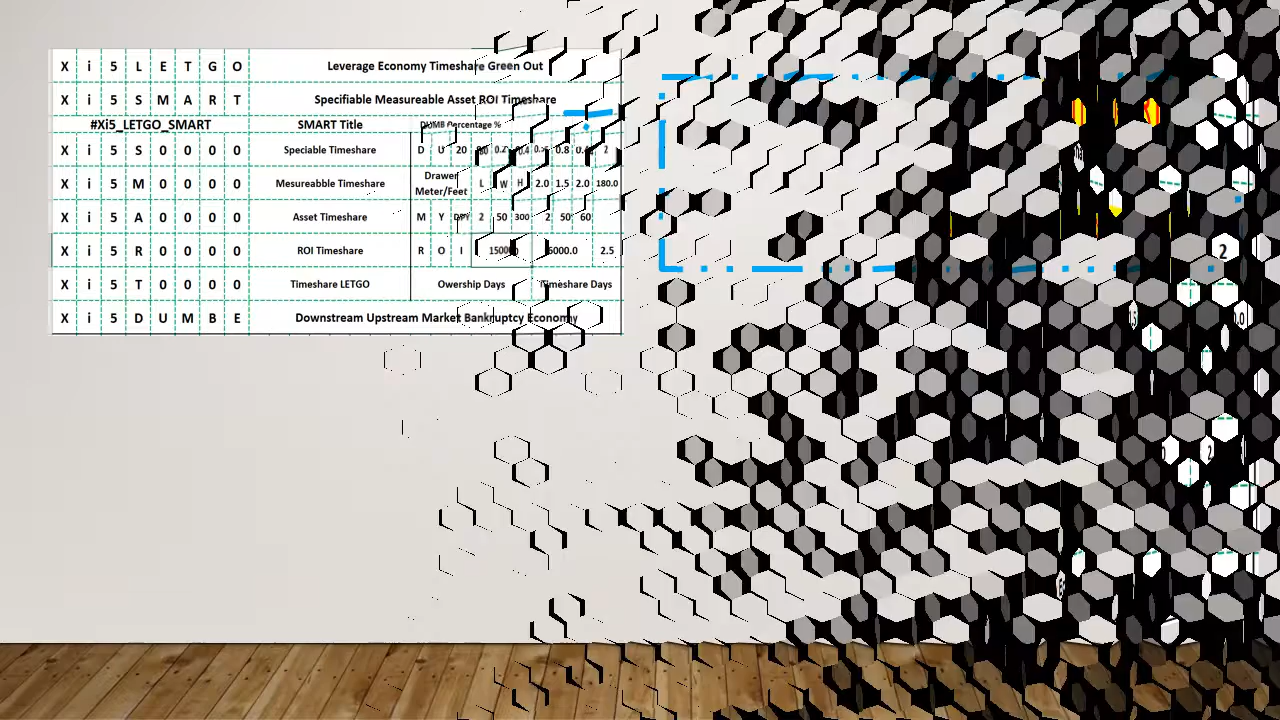 X i 5 L E T G O Leverage Economy Timeshare Green Out
X i 5 S M A R T Specifiable Measureable Asset ROI Timeshare
#Xi5_LETGO_SMART SMART Title DUMB Percentage %
X i 5 S 0 0 0 0 Speciable Timeshare D U 20 0.8 2
X i 5 M 0 0 0 0 Mesureabble Timeshare Drawer Meter/Feet L W H 2.0 1.5 2.0 180.0
X i 5 A 0 0 0 0 Asset Timeshare M Y 2 50 300 2 50 60
X i 5 R 0 0 0 0 ROI Timeshare R O I 2.5
X i 5 T 0 0 0 0 Timeshare LETGO Owership Days Timeshare Days
X i 5 D U M B E Downstream Upstream Market Bankruptcy Economy
2